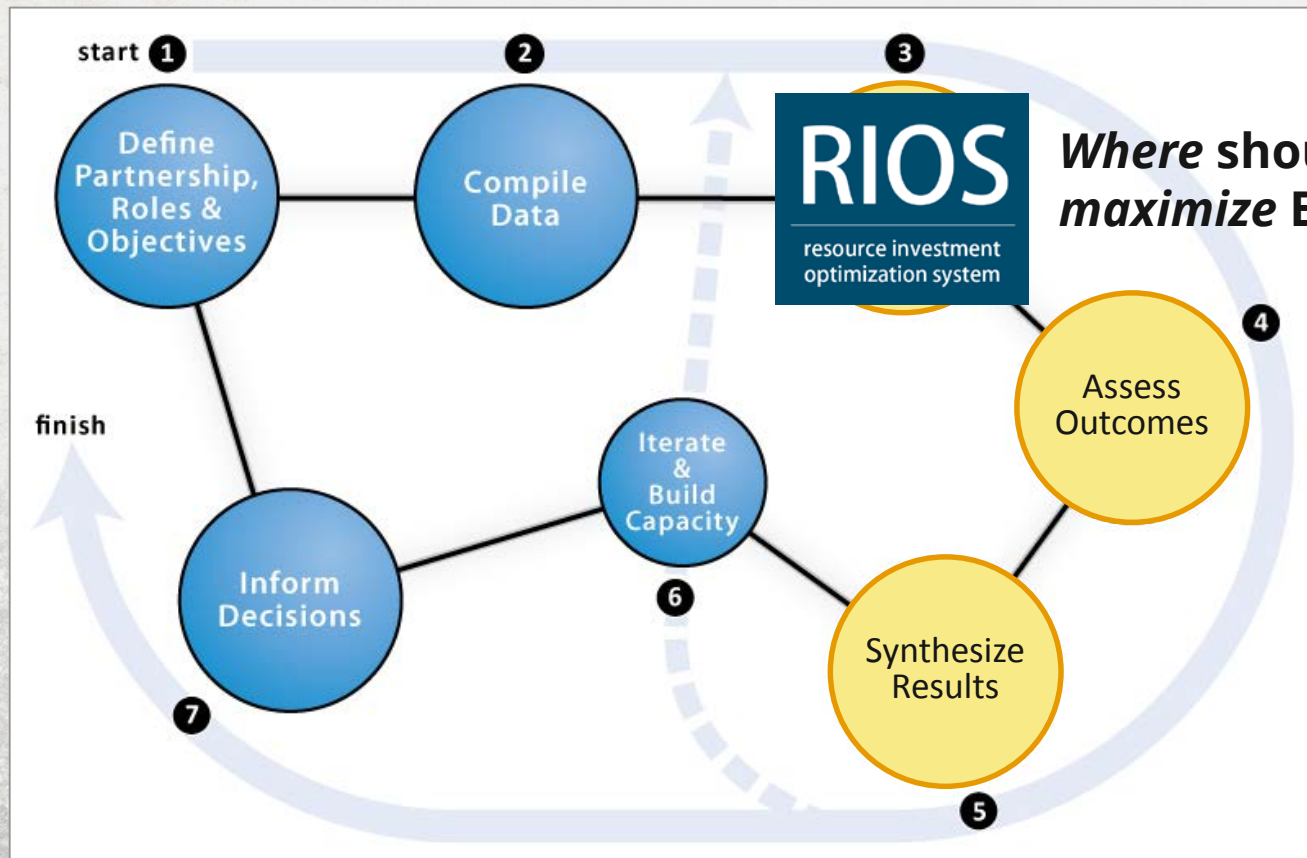 start 1
2
3
Define
Partnership,
Roles &
Objectives
Compile
Data
RIOS
resource investment
optimization system
Where
maximize
4
Assess
Outcomes
finish
Iterate
&
Build
Capacity
6
Inform
Decisions
Synthesize
Results
7
5